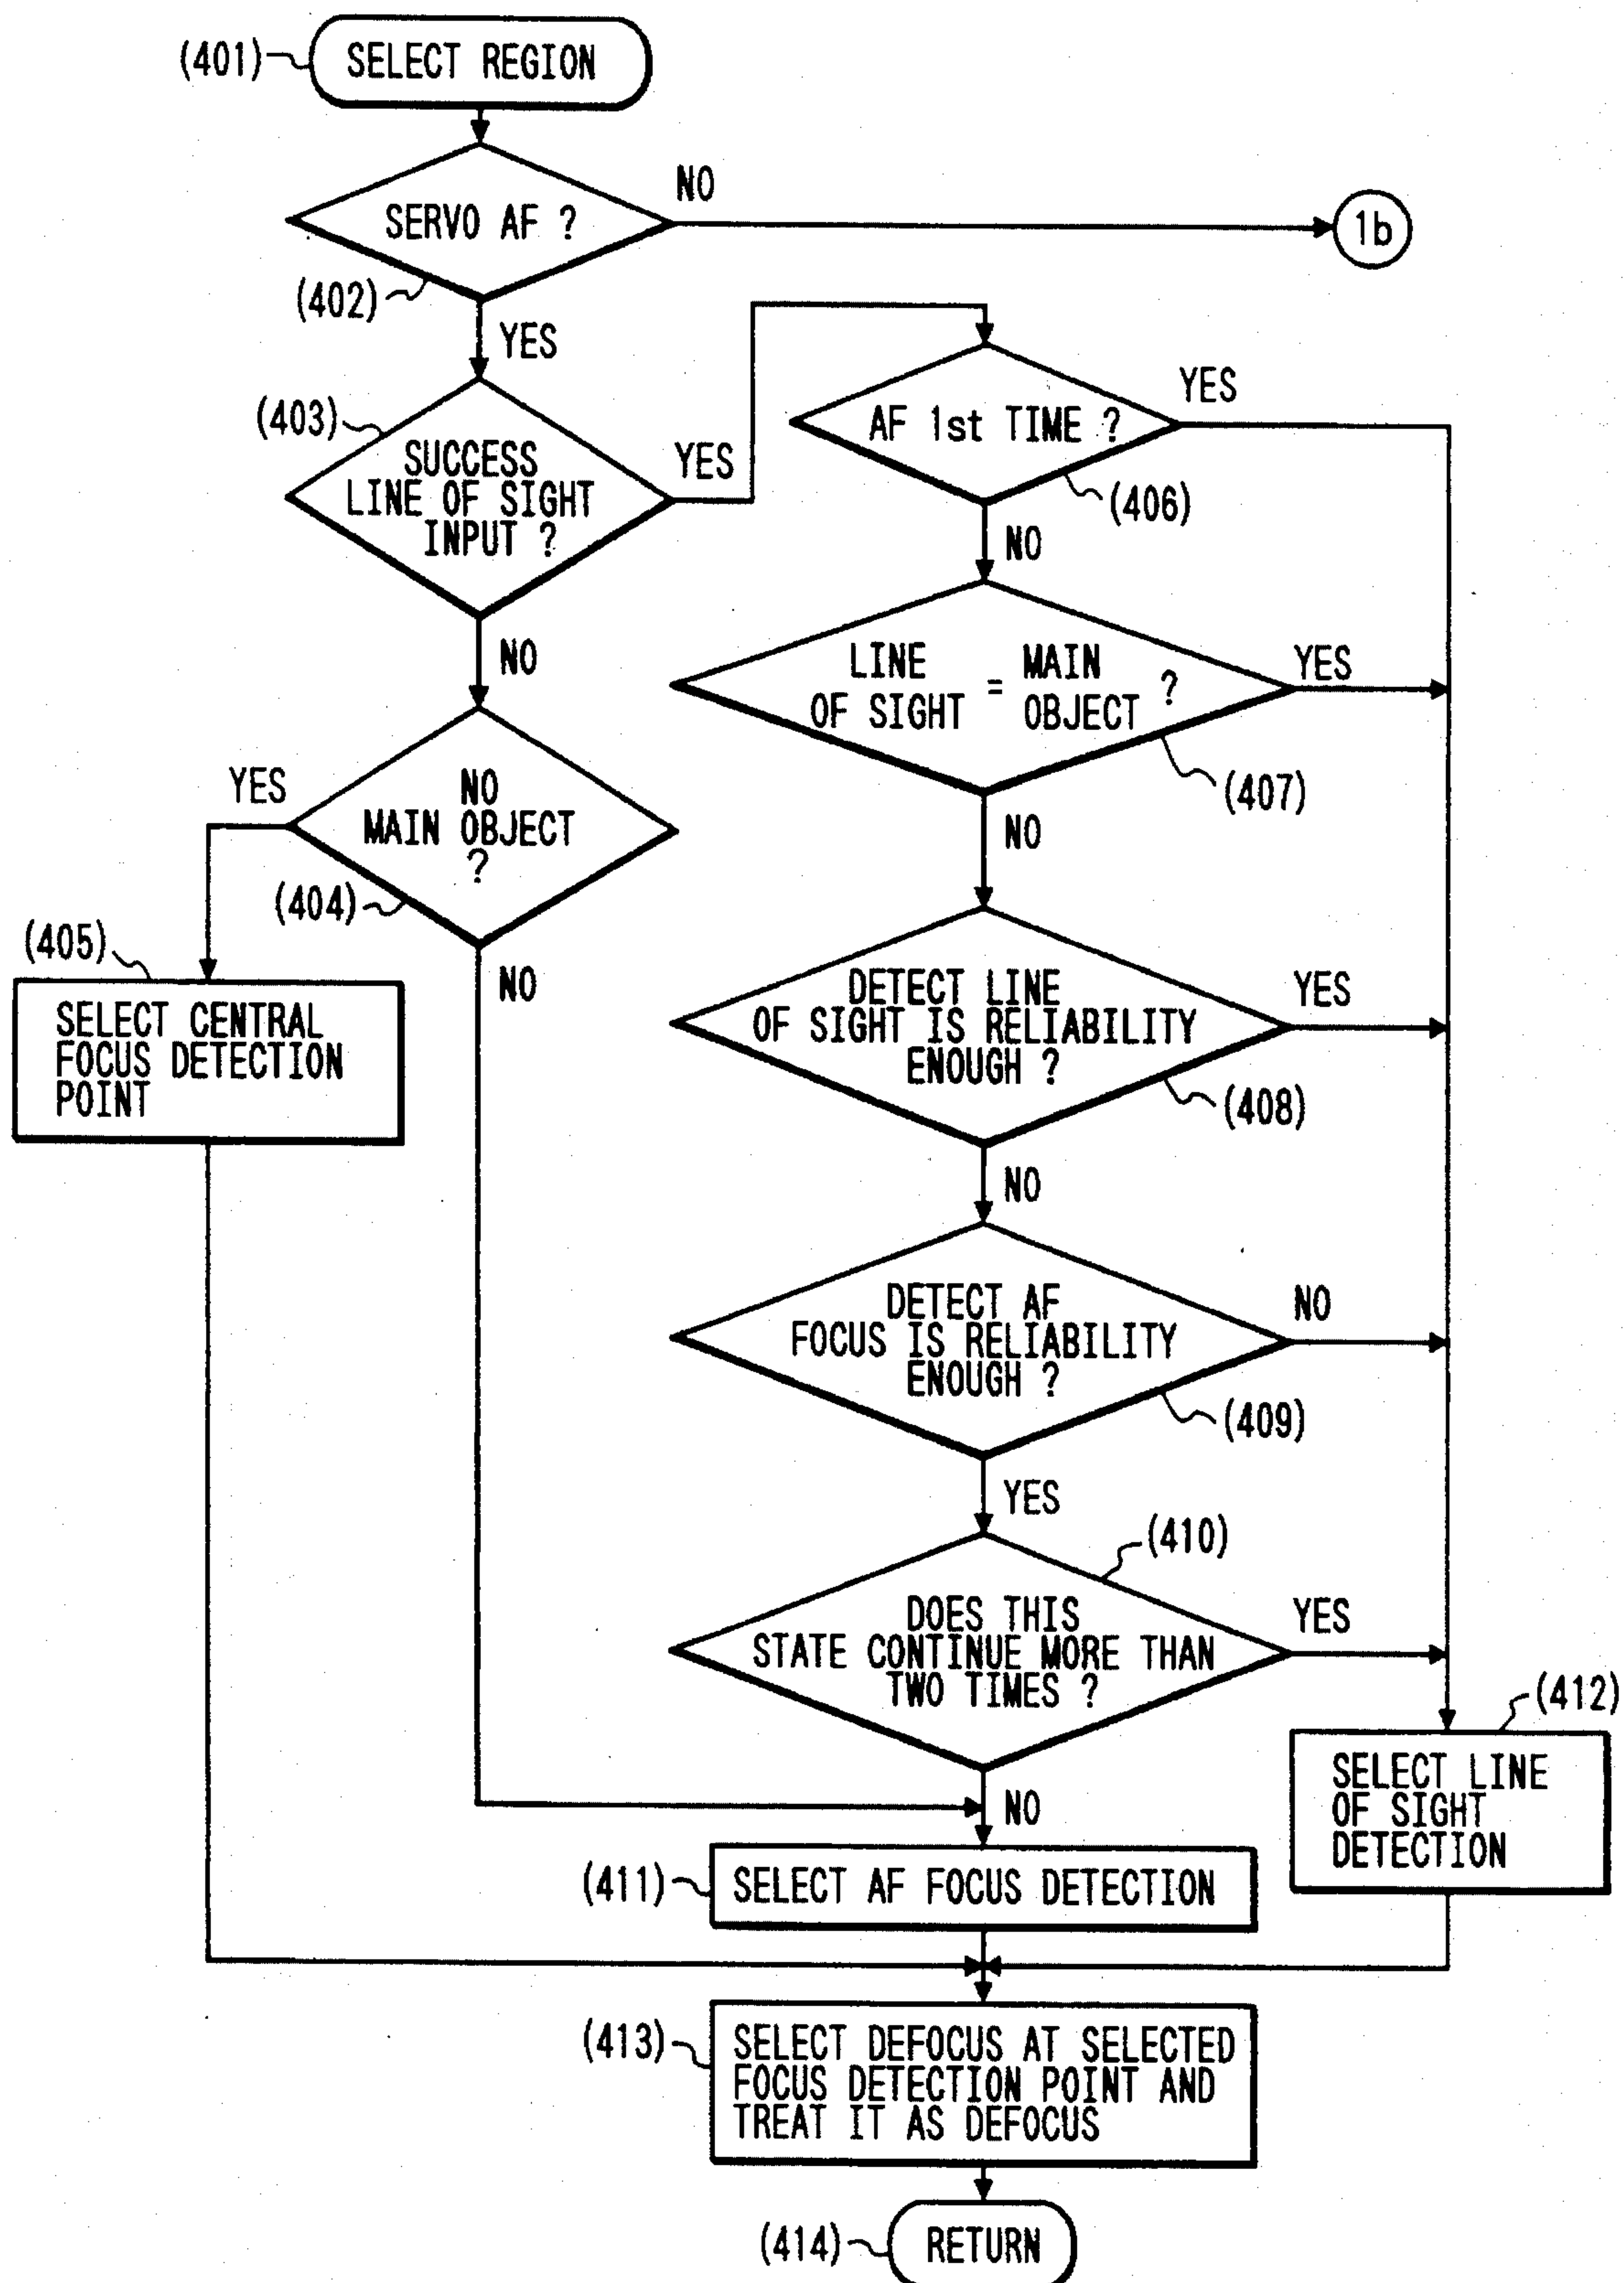 (401)
SELECT REGION
SERVO AF ?
NO
1b
(402)
YES
(403)
SUCCESS
LINE OF SIGHT
INPUT ?
YES
AF 1st TIME ?
YES
(406)
NO
NO
LINE
OF SIGHT
=
MAIN
OBJECT
?
YES
(407)
YES
NO
MAIN OBJECT
?
(404)
NO
NO
(405)
SELECT CENTRAL
FOCUS DETECTION
POINT
DETECT LINE
OF SIGHT IS RELIABILITY
ENOUGH ?
YES
(408)
NO
DETECT AF
FOCUS IS RELIABILITY
ENOUGH ?
NO
(409)
YES
(410)
DOES THIS
STATE CONTINUE MORE THAN
TWO TIMES ?
YES
(412)
SELECT LINE
OF SIGHT
DETECTION
NO
(411)
SELECT AF FOCUS DETECTION
(413)
SELECT DEFOCUS AT SELECTED
FOCUS DETECTION POINT AND
TREAT IT AS DEFOCUS
(414)
RETURN